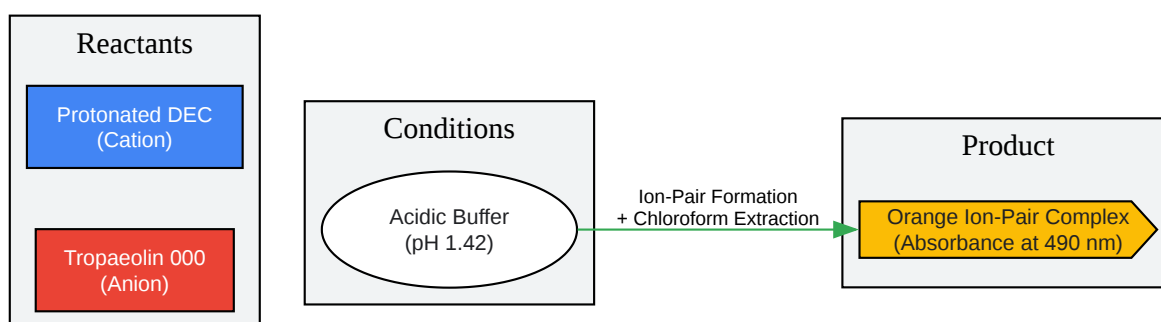 Reactants
Protonated DEC
(Cation)
Tropaeolin 000
(Anion)
Conditions
Acidic Buffer
(pH 1.42)
Ion-Pair Formation
+ Chloroform Extraction
Product
Orange Ion-Pair Complex
(Absorbance at 490 nm)